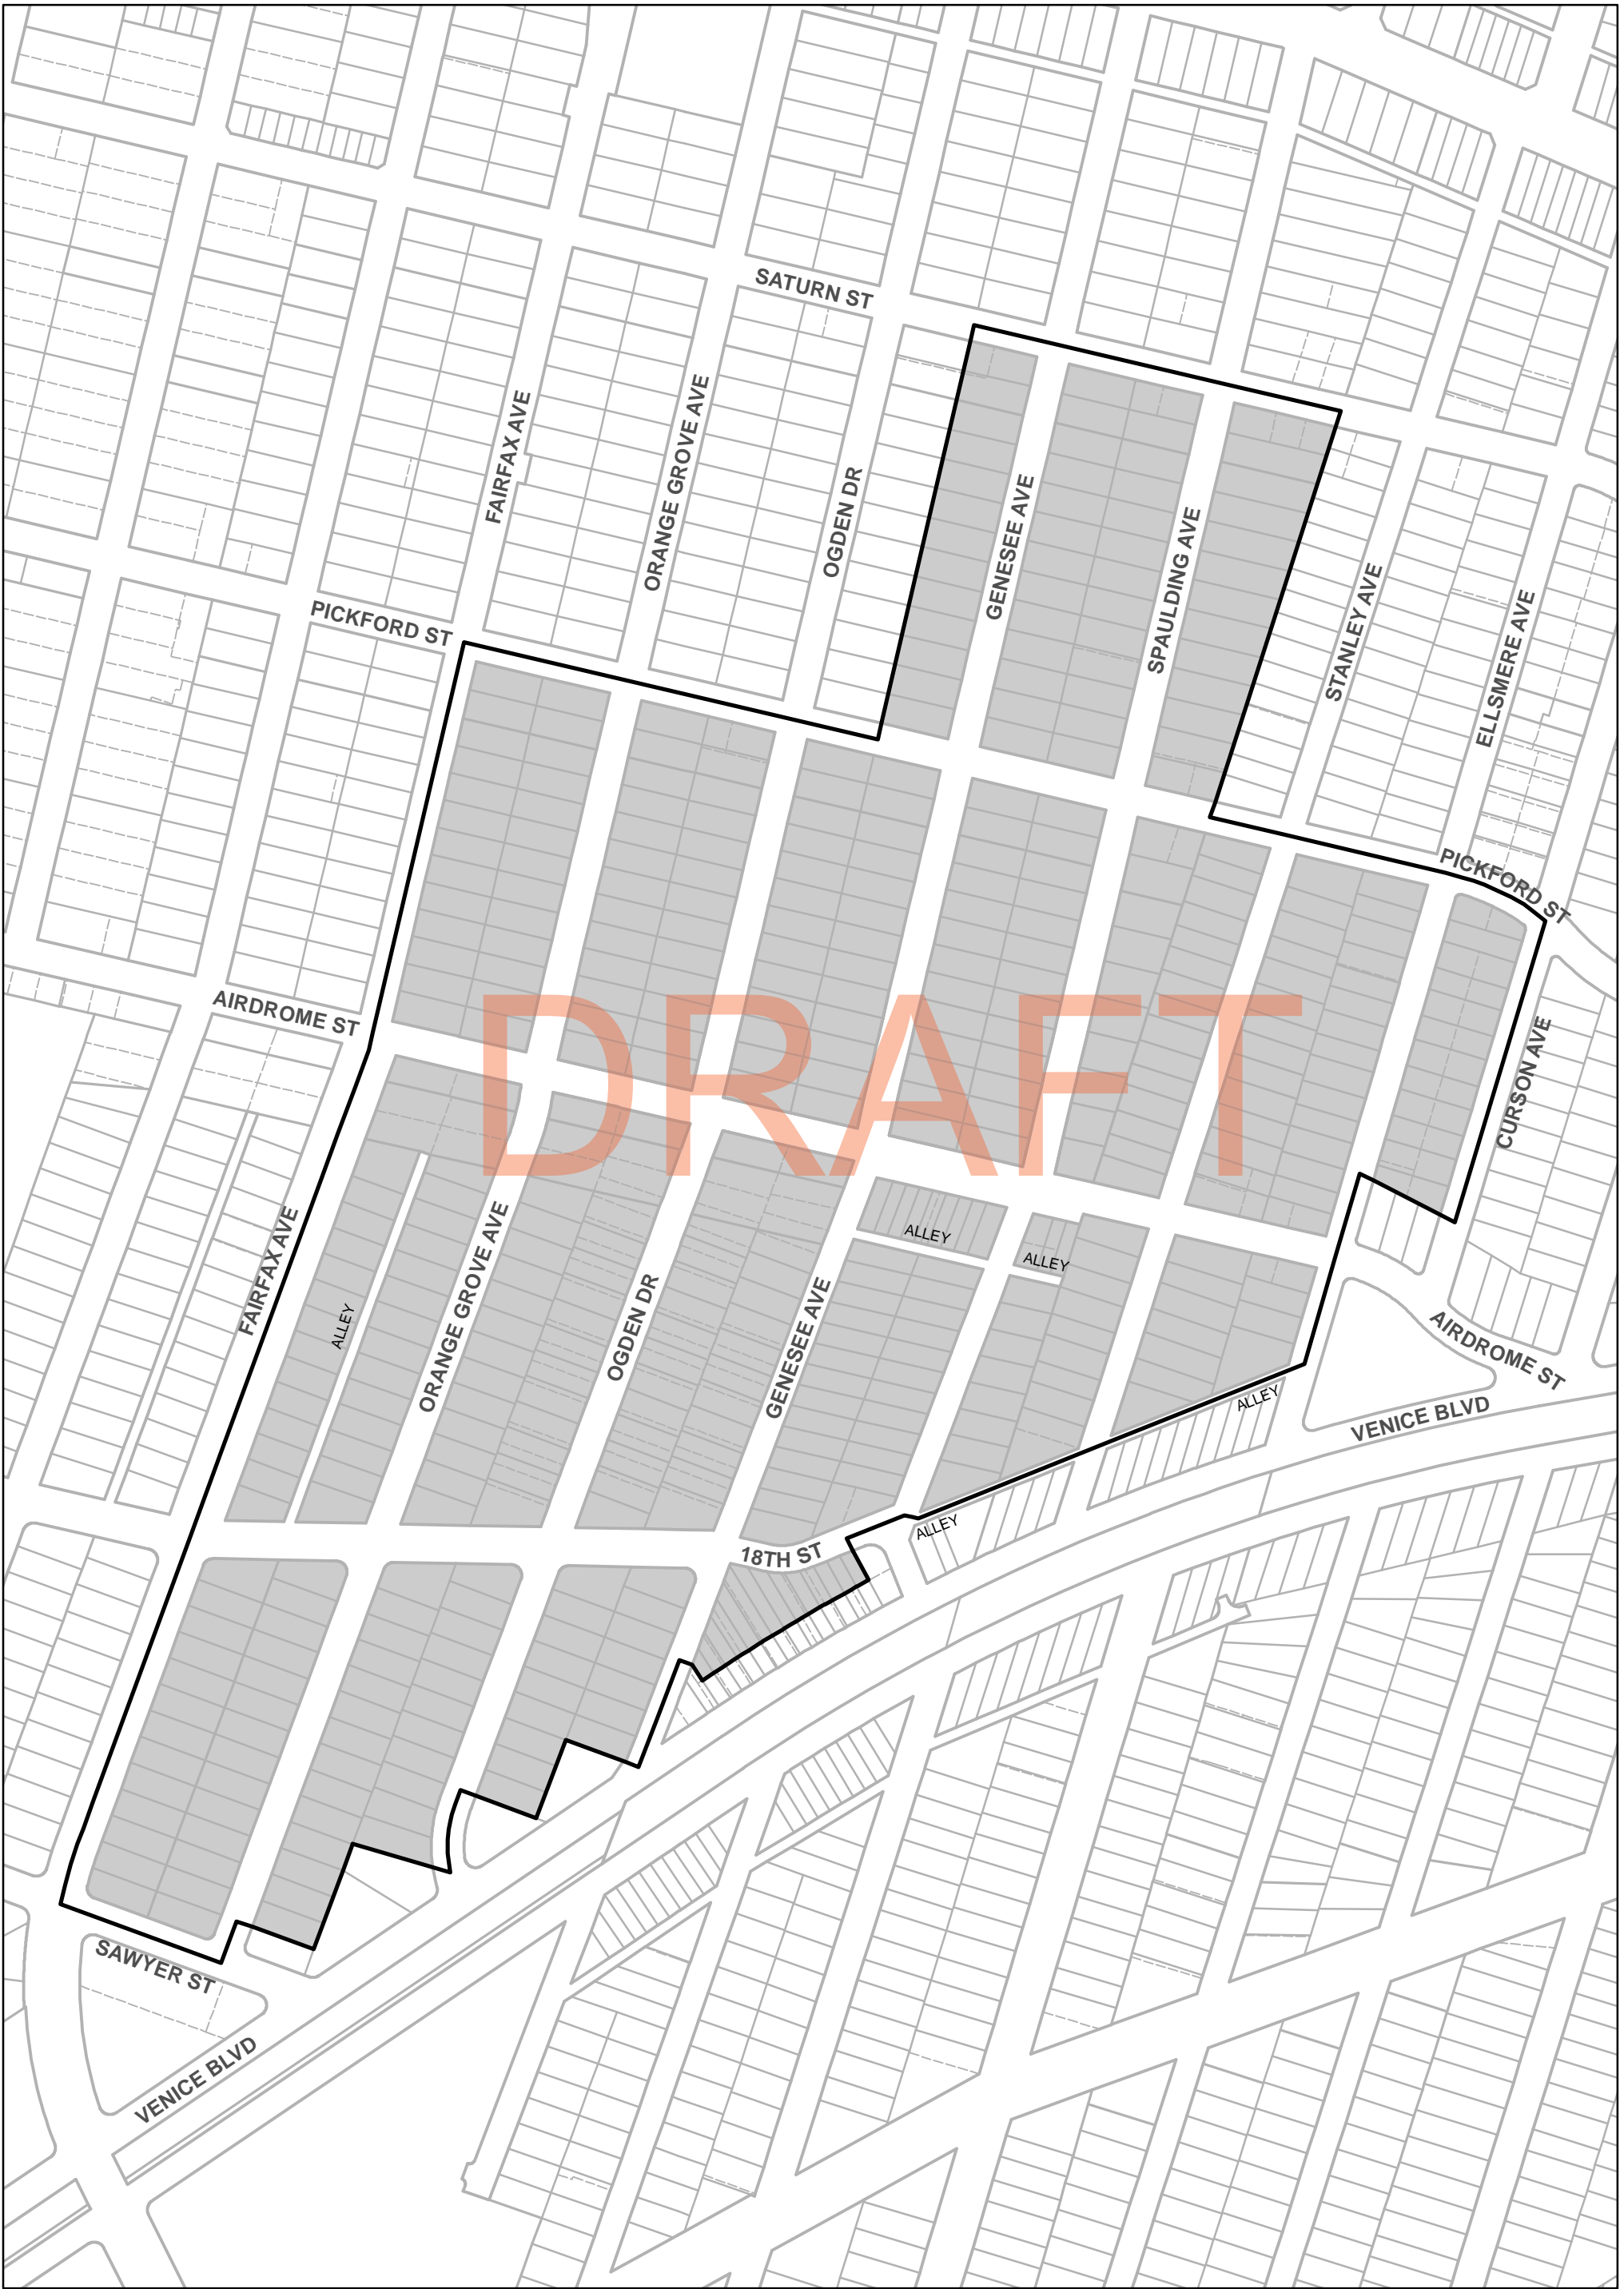 SATURN ST
FAIRFAX AVE
ORANGE GROVE AVE
OGDEN DR
GENESEE AVE
SPAULDING AVE
STANLEY AVE
ELLSMERE AVE
PICKFORD ST
PICKFORD ST
AIRDROME ST
DRAFT
CURSON AVE
FAIRFAX AVE
ALLEY
ORANGE GROVE AVE
OGDEN DR
GENESEE AVE
ALLEY
ALLEY
AIRDROME ST
ALLEY
VENICE BLVD
ALLEY
18TH ST
SAWYER ST
VENICE BLVD